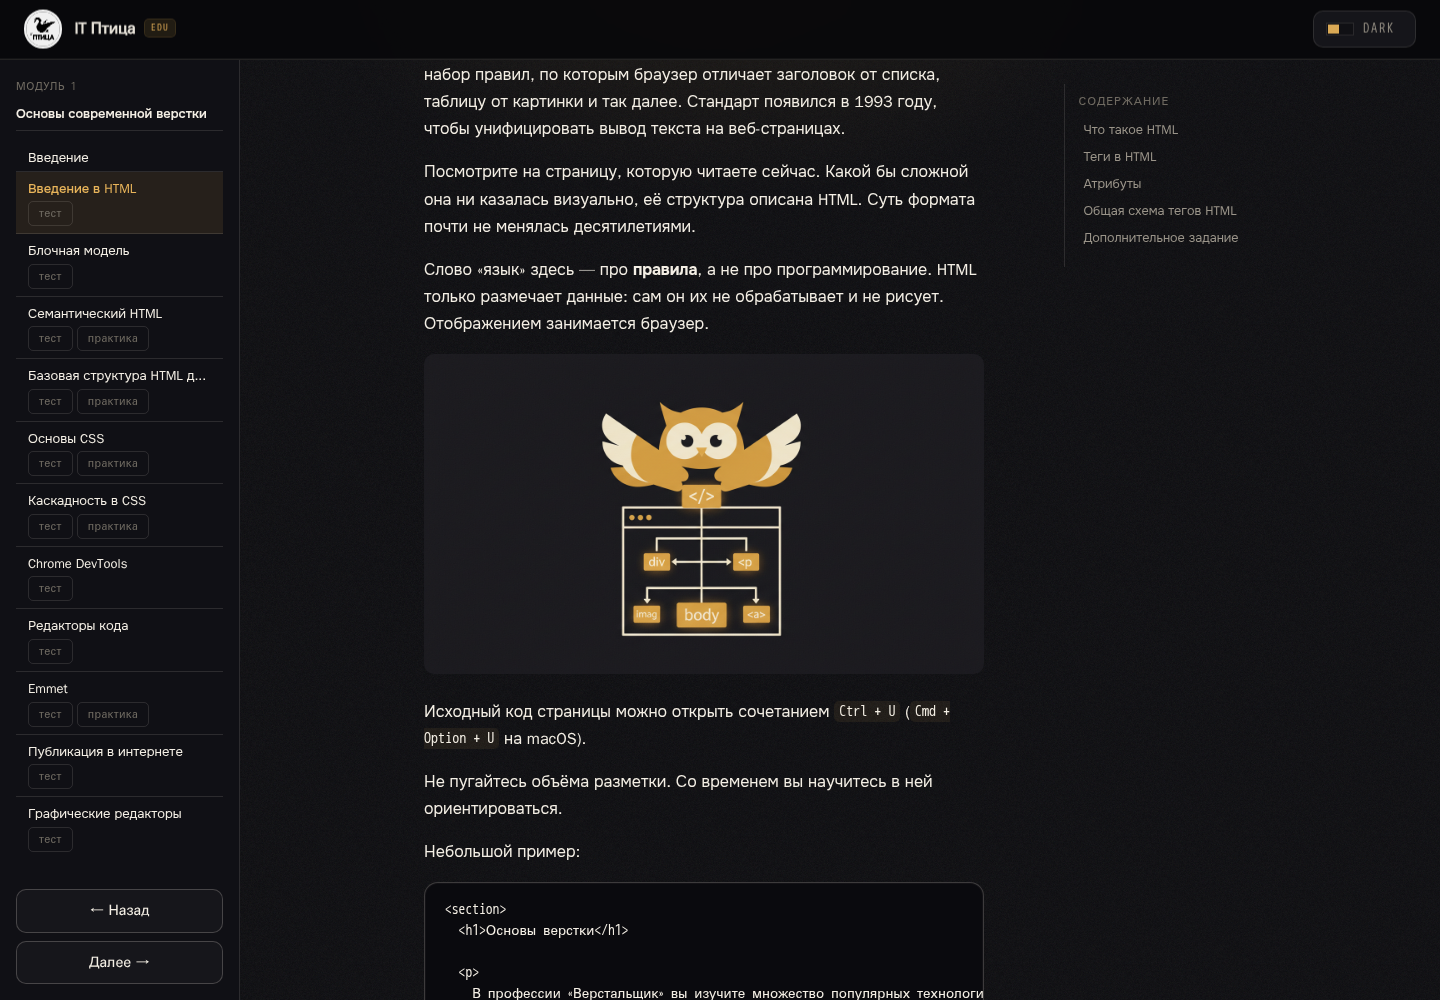 ПТИЦА
IT Птица
EDU
DARK
МОДУЛЬ 1
Основы современной верстки
Введение
Введение в HTML
тест
Блочная модель
тест
Семантический HTML
тест
практика
Базовая структура HTML д...
тест
практика
Основы CSS
тест
практика
Каскадность в CSS
тест
практика
Chrome DevTools
тест
Редакторы кода
тест
Emmet
тест
практика
Публикация в интернете
тест
Графические редакторы
тест
← Назад
Далее →
набор правил, по которым браузер отличает заголовок от списка,
таблицу от картинки и так далее. Стандарт появился в 1993 году,
чтобы унифицировать вывод текста на веб-страницах.
Посмотрите на страницу, которую читаете сейчас. Какой бы сложной
она ни казалась визуально, её структура описана HTML. Суть формата
почти не менялась десятилетиями.
Слово «язык» здесь — про правила, а не про программирование. HTML
только размечает данные: сам он их не обрабатывает и не рисует.
Отображением занимается браузер.
</>
div
<p
imag
body
<a>
Исходный код страницы можно открыть сочетанием Ctrl + U (Cmd +
Option + U на macOS).
Не пугайтесь объёма разметки. Со временем вы научитесь в ней
ориентироваться.
Небольшой пример:
<section>
<h1>Основы верстки</h1>
<p>
В профессии «Верстальщик» вы изучите множество популярных технологи
СОДЕРЖАНИЕ
Что такое HTML
Теги в HTML
Атрибуты
Общая схема тегов HTML
Дополнительное задание